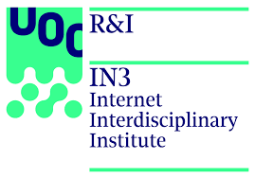 UOC
R&I
IN3
Internet
Interdisciplinary
Institute